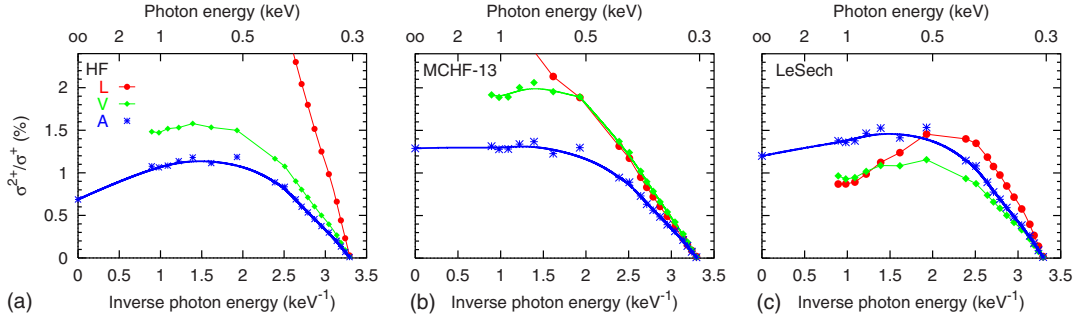 Photon energy (keV) Photon energy (keV) Photon energy (keV)
oo 2 1 0.5 0.3 oo 2 1 0.5 0.3 oo 2 1 0.5 0.3
HF MCHF-13 LeSech
L
V
A
σ²⁺/σ⁺ (%)
2
1.5
1
0.5
0
0 0.5 1 1.5 2 2.5 3 3.5 0 0.5 1 1.5 2 2.5 3 3.5 0 0.5 1 1.5 2 2.5 3 3.5
(a) Inverse photon energy (keV⁻¹) (b) Inverse photon energy (keV⁻¹) (c) Inverse photon energy (keV⁻¹)